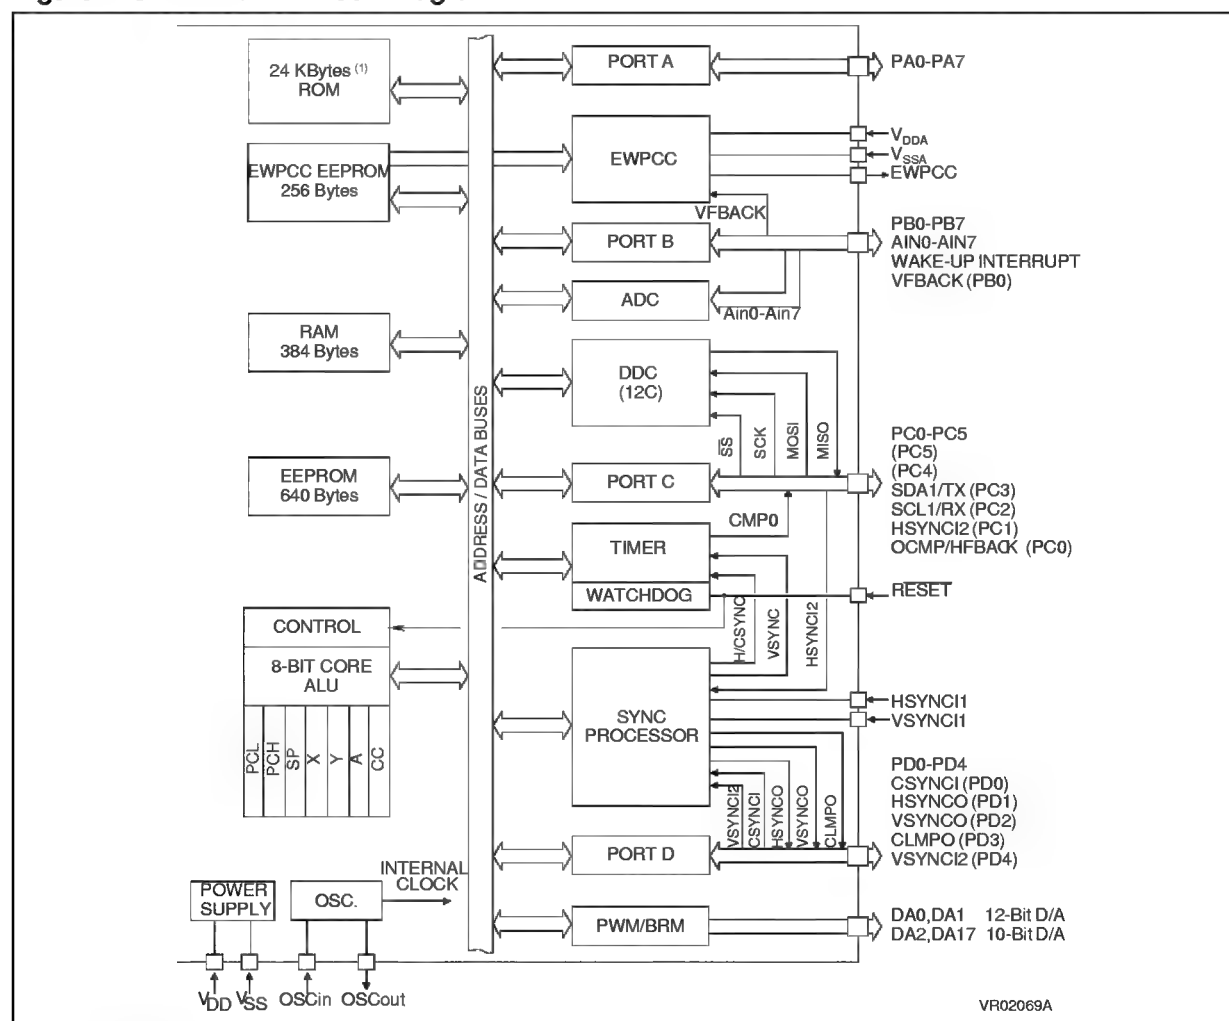 24 KBytes (1)
ROM
EWPCC EEPROM
256 Bytes
RAM
384 Bytes
EEPROM
640 Bytes
CONTROL
8-BIT CORE
ALU
PCL
PCH
SP
X
Y
A
CC
POWER
SUPPLY
OSC.
INTERNAL
CLOCK
VDD
VSS
OSCin
OSCout
ADDRESS / DATA BUSES
PORT A
EWPCC
VFBACK
PORT B
ADC
Ain0-Ain7
DDC
(12C)
SS
SCK
MOSI
MISO
PORT C
CMP0
TIMER
WATCHDOG
H/CSYNC
VSYNC
HSYNCI2
SYNC
PROCESSOR
VSYNCI2
CSYNCI
HSYNCO
VSYNCO
CLMPO
PORT D
PWM/BRM
PA0-PA7
VDDA
VSSA
EWPCC
PB0-PB7
AIN0-AIN7
WAKE-UP INTERRUPT
VFBACK (PB0)
PC0-PC5
(PC5)
(PC4)
SDA1/TX (PC3)
SCL1/RX (PC2)
HSYNCI2 (PC1)
OCMP/HFBACK (PC0)
RESET
HSYNCI1
VSYNCI1
PD0-PD4
CSYNCI (PD0)
HSYNCO (PD1)
VSYNCO (PD2)
CLMPO (PD3)
VSYNCI2 (PD4)
DA0,DA1 12-Bit D/A
DA2,DA17 10-Bit D/A
VR02069A